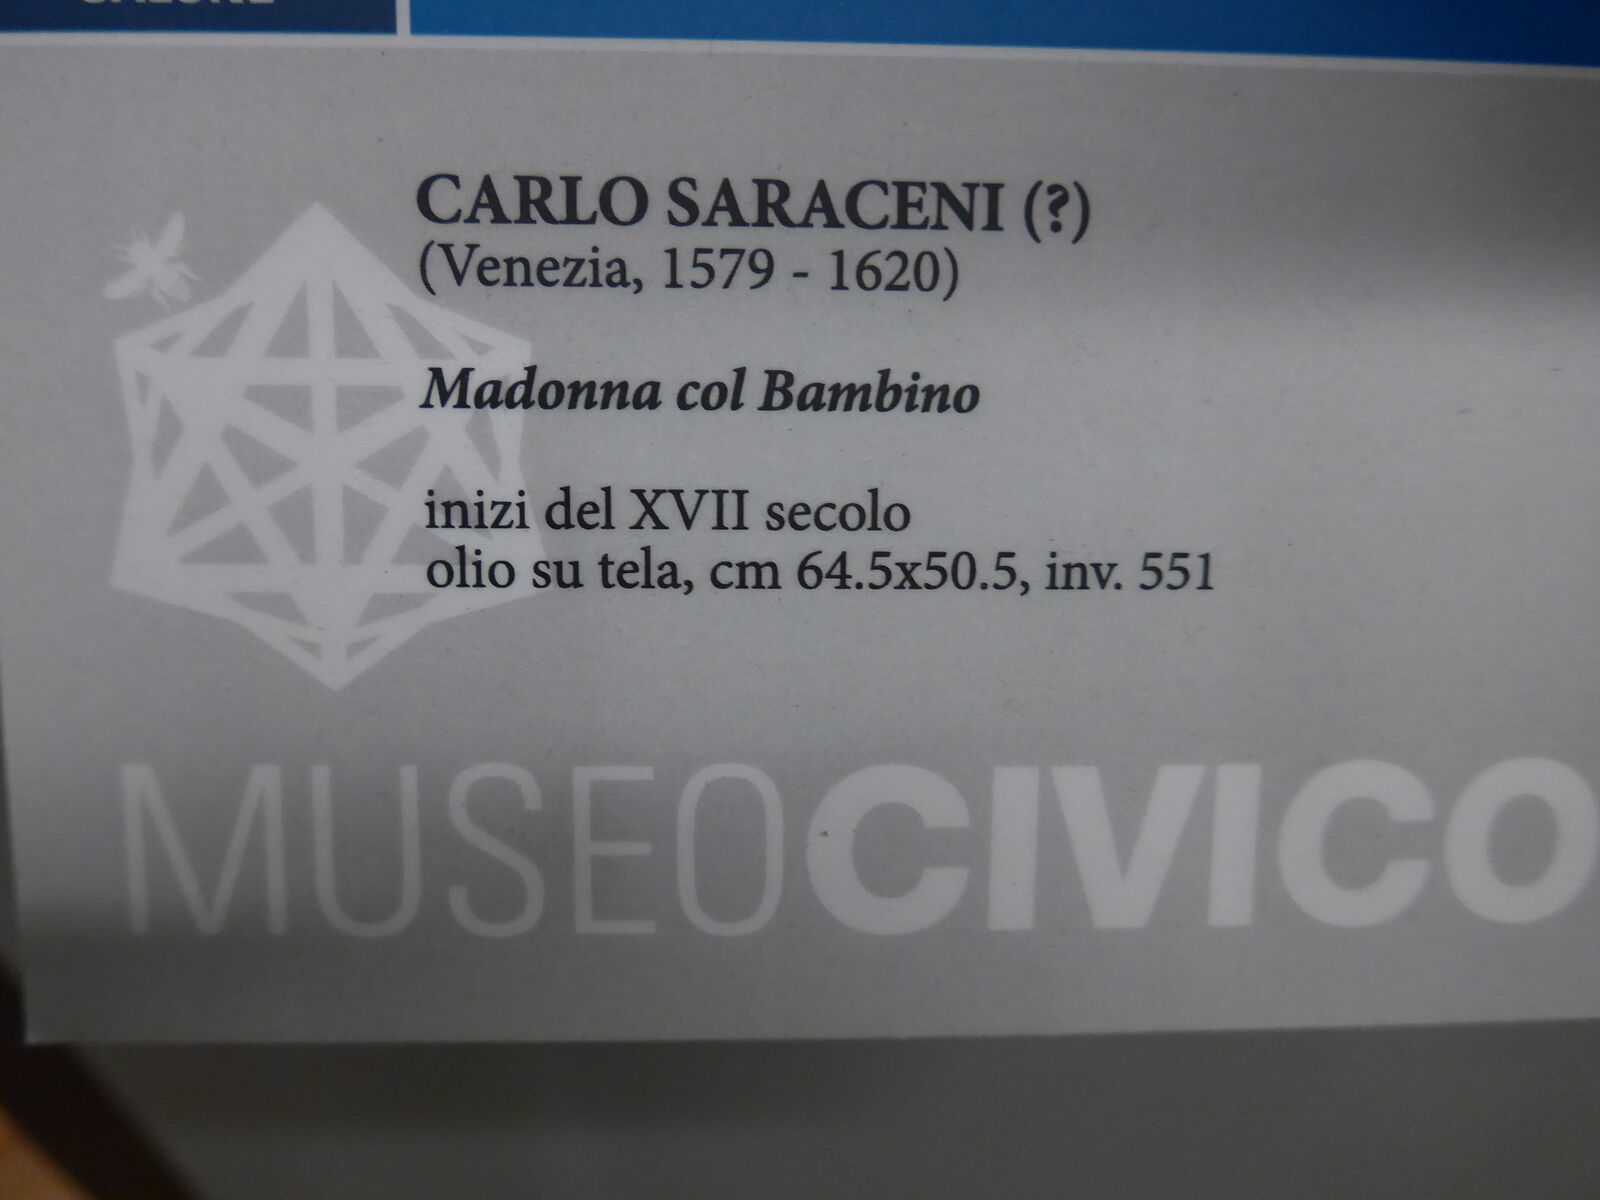 SALONE
CARLO SARACENI (?)
(Venezia, 1579 - 1620)
Madonna col Bambino
inizi del XVII secolo
olio su tela, cm 64.5x50.5, inv. 551
MUSEOCIVICO